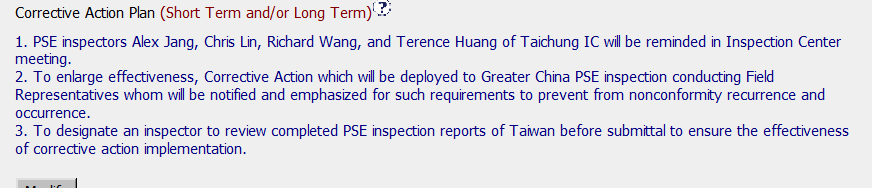 Corrective Action Plan (Short Term and/or Long Term) ?
1. PSE inspectors Alex Jang, Chris Lin, Richard Wang, and Terence Huang of Taichung IC will be reminded in Inspection Center
meeting.
2. To enlarge effectiveness, Corrective Action which will be deployed to Greater China PSE inspection conducting Field
Representatives whom will be notified and emphasized for such requirements to prevent from nonconformity recurrence and
occurrence.
3. To designate an inspector to review completed PSE inspection reports of Taiwan before submittal to ensure the effectiveness
of corrective action implementation.